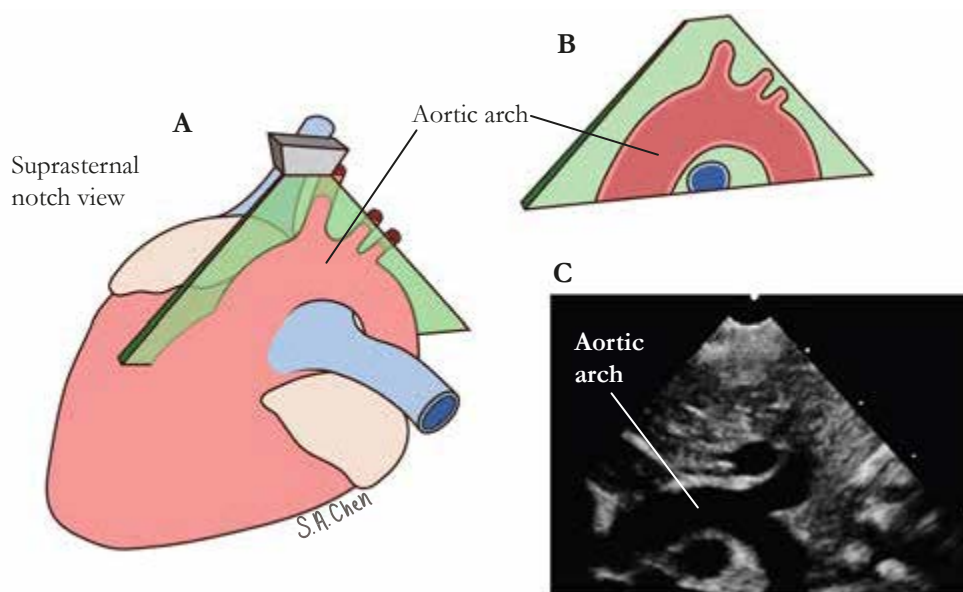 A
Suprasternal
notch view
Aortic arch
B
C
Aortic
arch
S.A.Chen